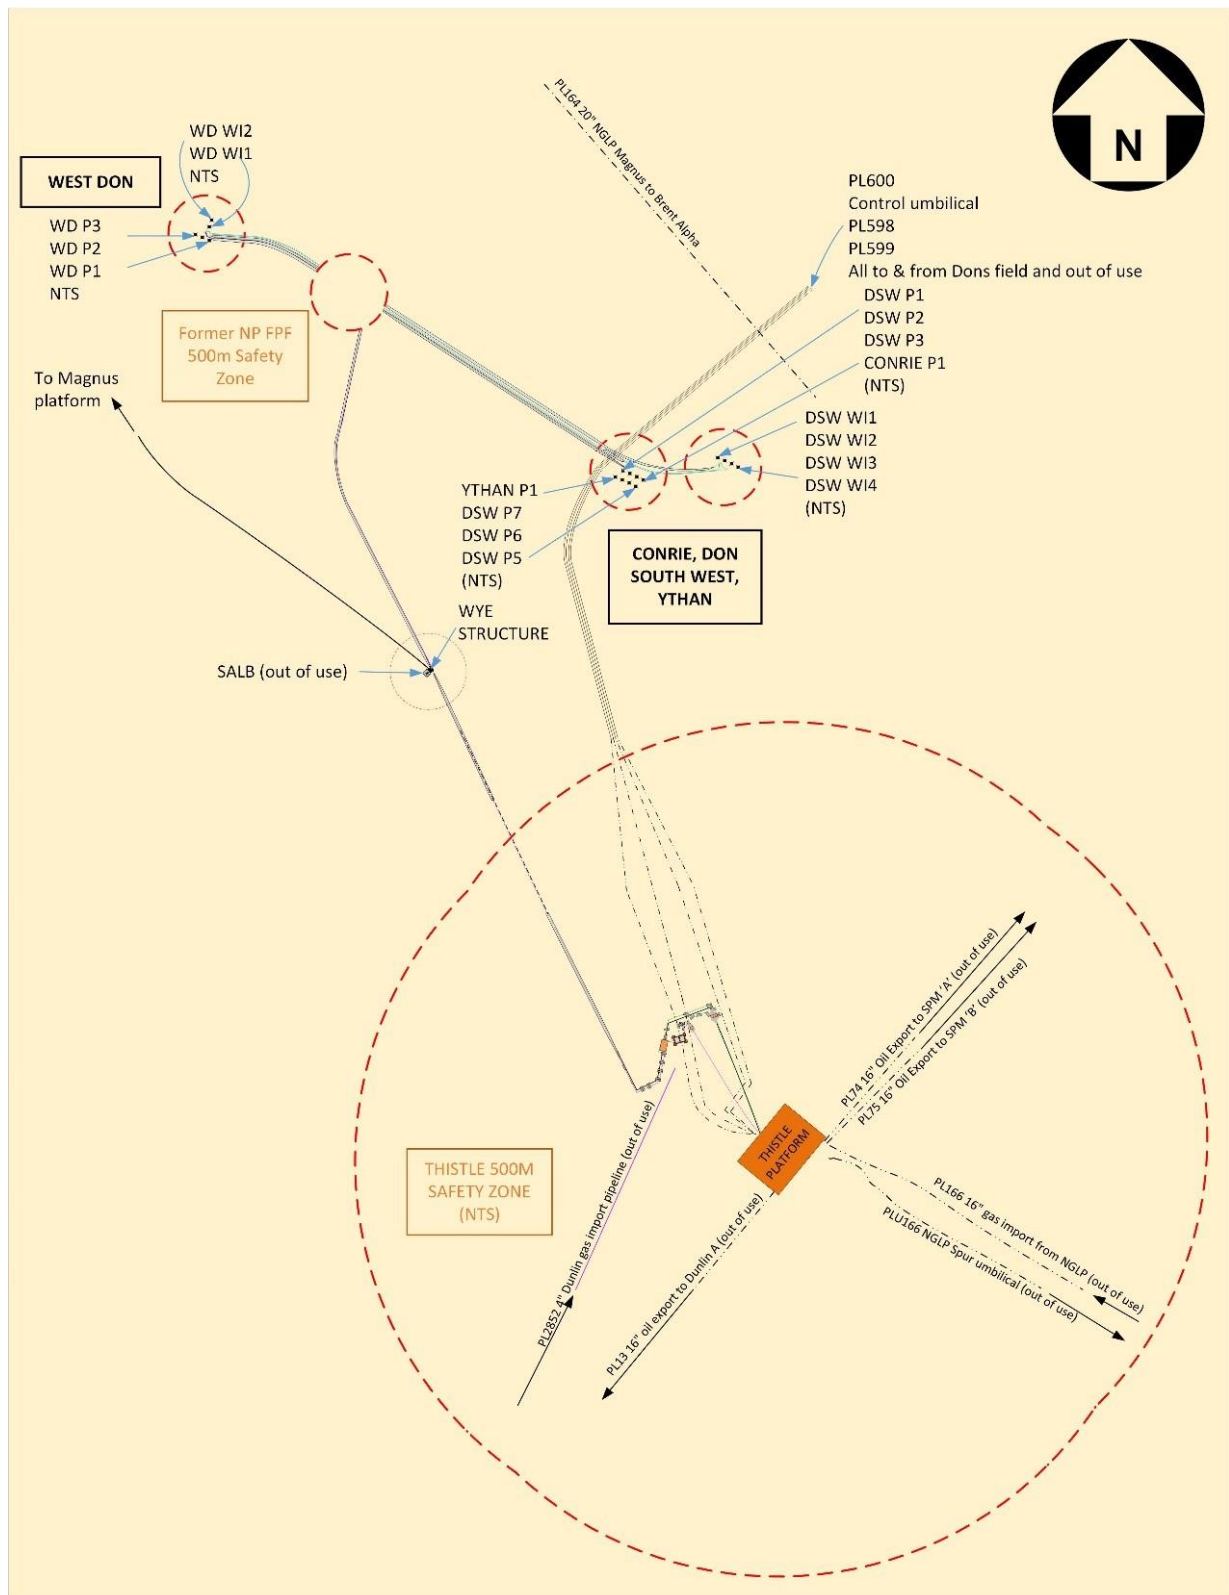 PL164 20" NGLP Magnus to Brent Alpha
N
WD WI2
WD WI1
NTS
WEST DON
WD P3
WD P2
WD P1
NTS
Former NP FPF
500m Safety
Zone
To Magnus
platform
PL600
Control umbilical
PL598
PL599
All to & from Dons field and out of use
DSW P1
DSW P2
DSW P3
CONRIE P1
(NTS)
DSW WI1
DSW WI2
DSW WI3
DSW WI4
(NTS)
YTHAN P1
DSW P7
DSW P6
DSW P5
(NTS)
CONRIE, DON
SOUTH WEST,
YTHAN
WYE
STRUCTURE
SALB (out of use)
PL74 16" Oil Export to SPM 'A' (out of use)
PL75 16" Oil Export to SPM 'B' (out of use)
THISTLE
PLATFORM
THISTLE 500M
SAFETY ZONE
(NTS)
PL2852 4" Dunlin gas import pipeline (out of use)
PL13 16" oil export to Dunlin A (out of use)
PL166 16" gas import from NGLP (out of use)
PLU166 NGLP Spur umbilical (out of use)